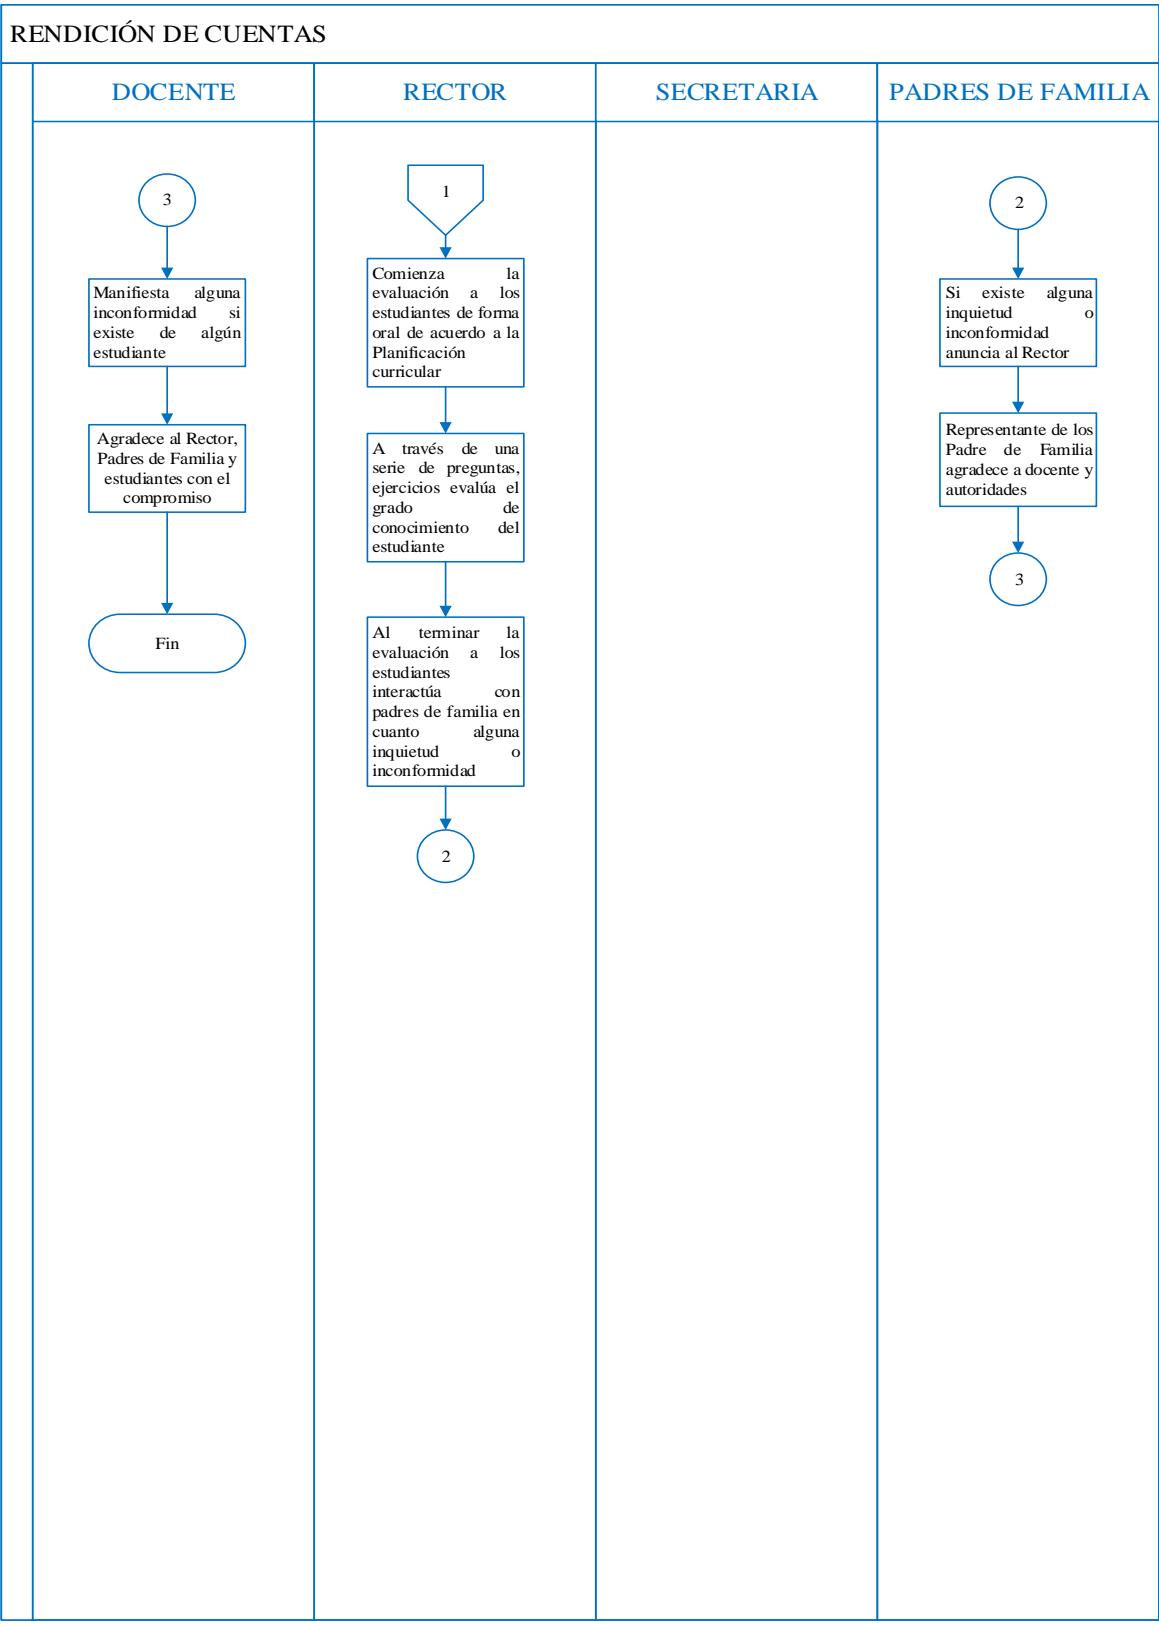 RENDICIÓN DE CUENTAS
DOCENTE
RECTOR
SECRETARIA
PADRES DE FAMILIA
3
Manifiesta alguna
inconformidad si
existe de algún
estudiante
Agradece al Rector,
Padres de Familia y
estudiantes con el
compromiso
Fin
1
Comienza la
evaluación a los
estudiantes de forma
oral de acuerdo a la
Planificación
curricular
A través de una
serie de preguntas,
ejercicios evalúa el
grado de
conocimiento del
estudiante
Al terminar la
evaluación a los
estudiantes
interactúa con
padres de familia en
cuanto alguna
inquietud o
inconformidad
2
2
Si existe alguna
inquietud o
inconformidad
anuncia al Rector
Representante de los
Padre de Familia
agradece a docente y
autoridades
3